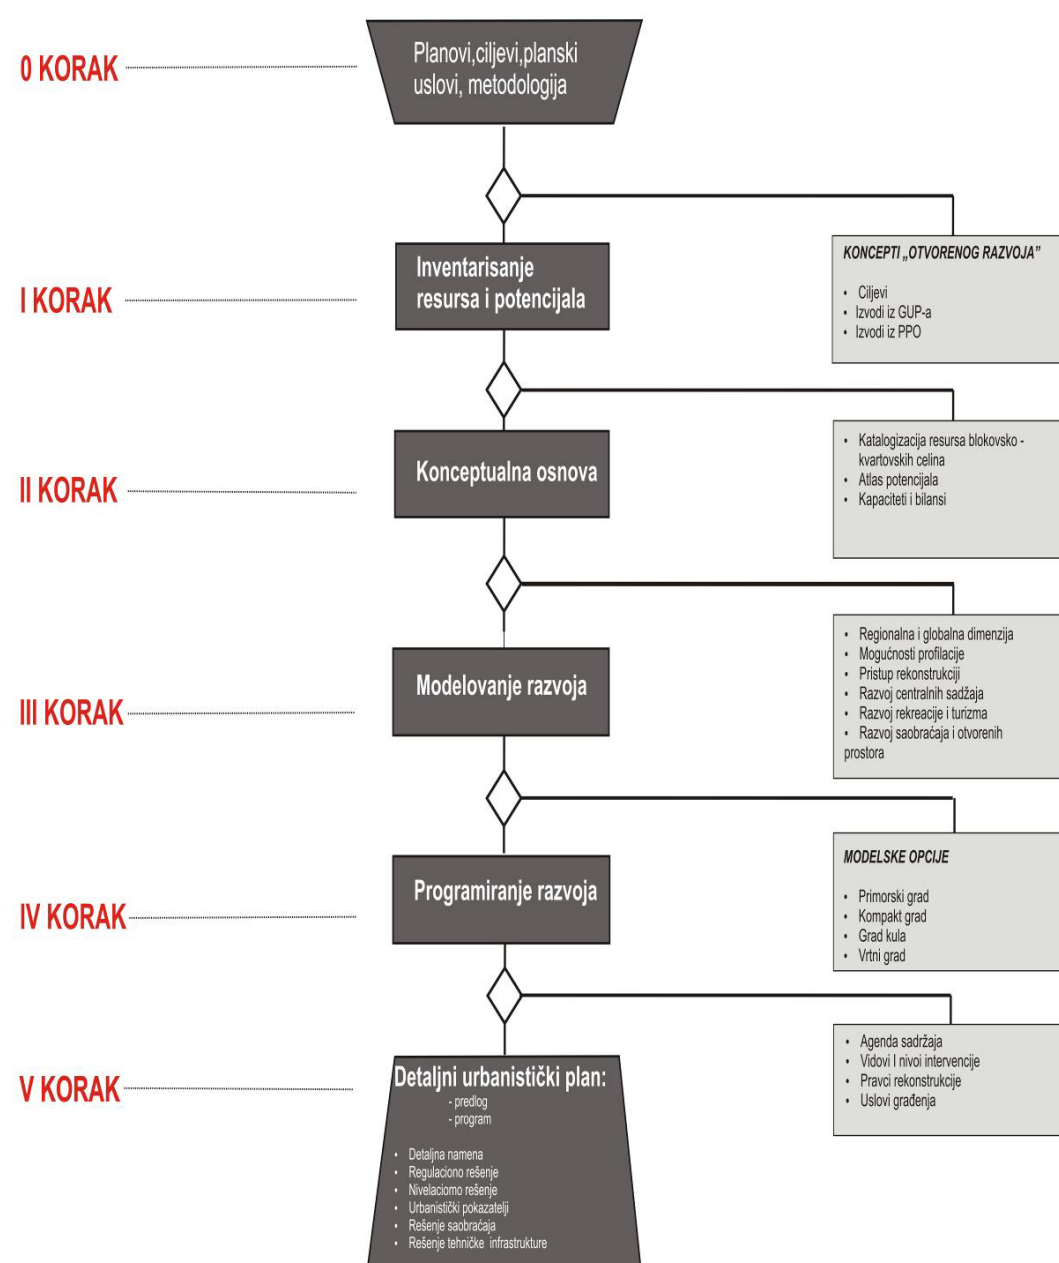 0 KORAK
Planovi,ciljevi,planski
uslovi, metodologija
I KORAK
Inventarisanje
resursa i potencijala
KONCEPTI „OTVORENOG RAZVOJA”
• Ciljevi
• Izvodi iz GUP-a
• Izvodi iz PPO
II KORAK
Konceptualna osnova
• Katalogizacija resursa blokovsko -
kvartovskih celina
• Atlas potencijala
• Kapaciteti i bilansi
III KORAK
Modelovanje razvoja
• Regionalna i globalna dimenzija
• Mogućnosti profilacije
• Pristup rekonstrukciji
• Razvoj centralnih sadžaja
• Razvoj rekreacije i turizma
• Razvoj saobraćaja i otvorenih
prostora
IV KORAK
Programiranje razvoja
MODELSKE OPCIJE
• Primorski grad
• Kompakt grad
• Grad kula
• Vrtni grad
V KORAK
Detaljni urbanistički plan:
- predlog
- program
• Detaljna namena
• Regulaciono rešenje
• Nivelaciomo rešenje
• Urbanistički pokazatelji
• Rešenje saobraćaja
• Rešenje tehničke infrastrukture
• Agenda sadržaja
• Vidovi I nivoi intervencije
• Pravci rekonstrukcije
• Uslovi građenja